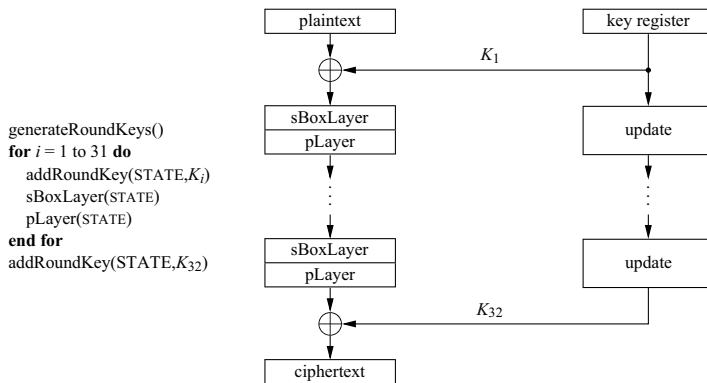 generateRoundKeys()
for i = 1 to 31 do
addRoundKey(STATE,Ki)
sBoxLayer(STATE)
pLayer(STATE)
end for
addRoundKey(STATE,K32)
plaintext
key register
K1
sBoxLayer
pLayer
update
sBoxLayer
pLayer
update
K32
ciphertext